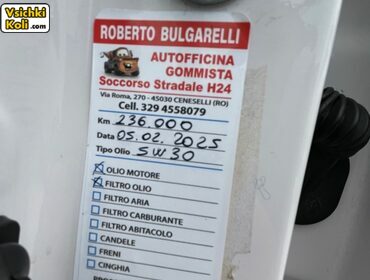 Vsichki
Koli.com
ROBERTO BULGARELLI
AUTOFFICINA
GOMMISTA
Soccorso Stradale H24
Via Roma, 270 - 45030 CENESELLI (RO)
Cell. 329 4558079
Km 236.000
Data 05.02.2025
Tipo Olio 5W30
OLIO MOTORE
FILTRO OLIO
FILTRO ARIA
FILTRO CARBURANTE
FILTRO ABITACOLO
CANDELE
FRENI
CINGHIA